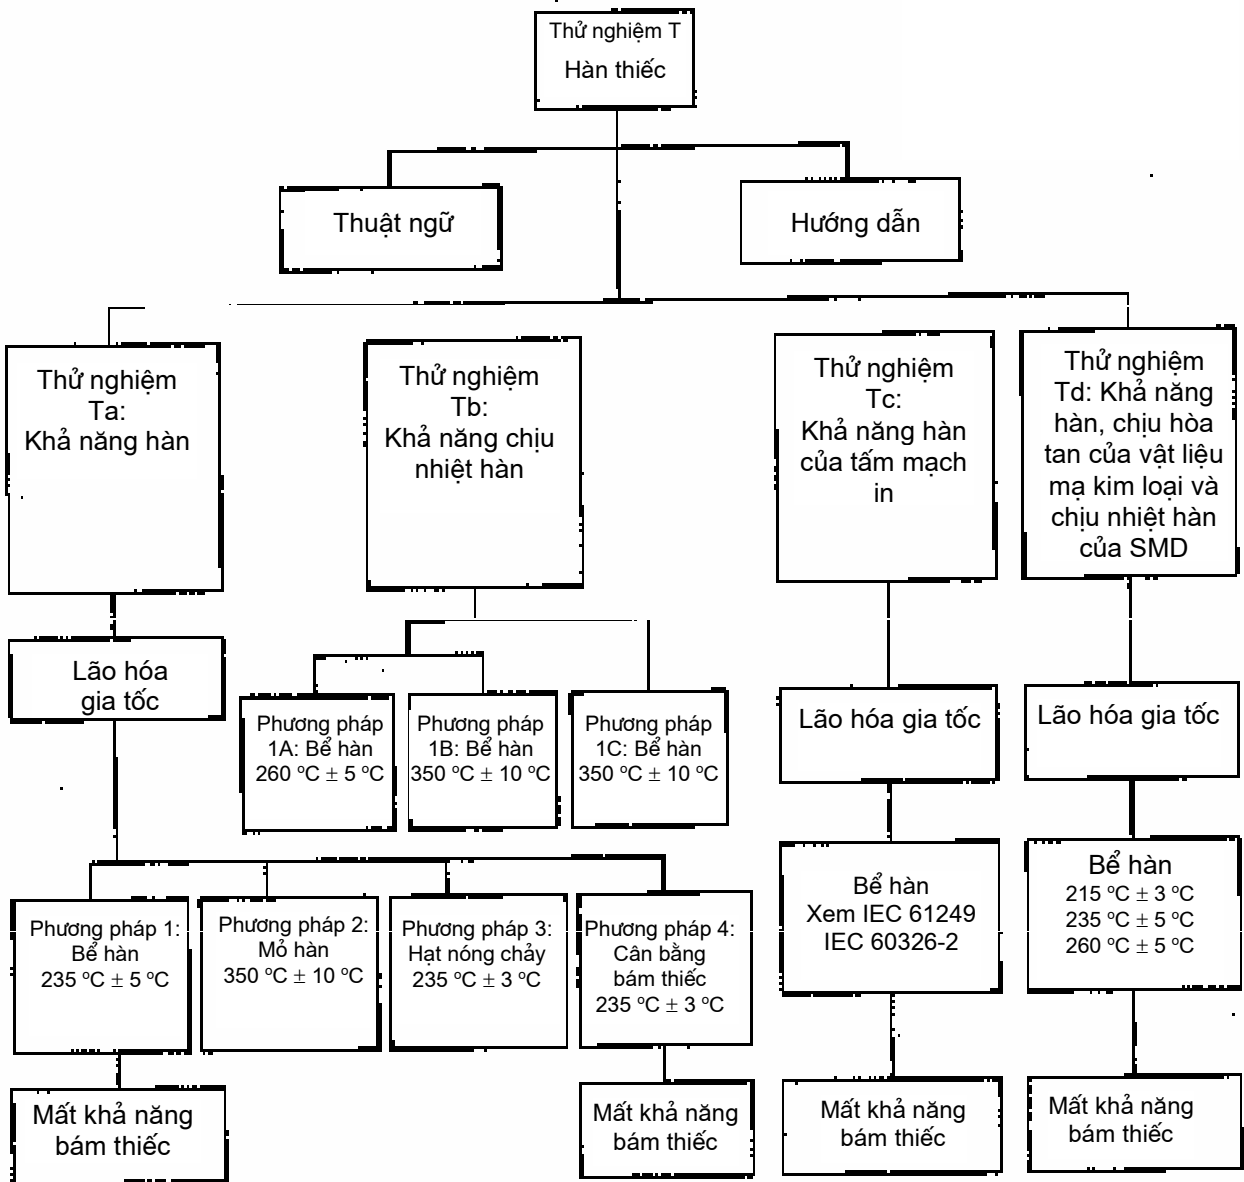 Thử nghiệm T
Hàn thiếc
Thuật ngữ
Hướng dẫn
Thử nghiệm
Ta:
Khả năng hàn
Thử nghiệm
Tb:
Khả năng chịu
nhiệt hàn
Thử nghiệm
Tc:
Khả năng hàn
của tấm mạch
in
Thử nghiệm
Td: Khả năng
hàn, chịu hòa
tan của vật liệu
mạ kim loại và
chịu nhiệt hàn
của SMD
Lão hóa
gia tốc
Phương pháp
1A: Bể hàn
260 ºC ± 5 ºC
Phương pháp
1B: Bể hàn
350 ºC ± 10 ºC
Phương pháp
1C: Bể hàn
350 ºC ± 10 ºC
Lão hóa gia tốc
Lão hóa gia tốc
Phương pháp 1:
Bể hàn
235 ºC ± 5 ºC
Phương pháp 2:
Mỏ hàn
350 ºC ± 10 ºC
Phương pháp 3:
Hạt nóng chảy
235 ºC ± 3 ºC
Phương pháp 4:
Cân bằng
bám thiếc
235 ºC ± 3 ºC
Bể hàn
Xem IEC 61249
IEC 60326-2
Bể hàn
215 ºC ± 3 ºC
235 ºC ± 5 ºC
260 ºC ± 5 ºC
Mất khả năng
bám thiếc
Mất khả năng
bám thiếc
Mất khả năng
bám thiếc
Mất khả năng
bám thiếc